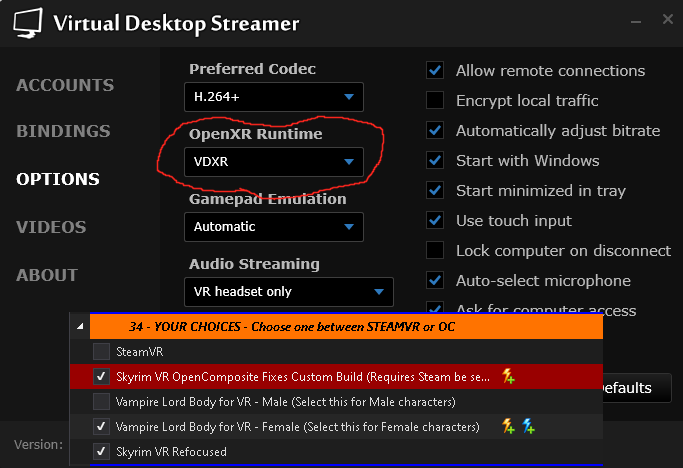 Virtual Desktop Streamer
ACCOUNTS
BINDINGS
OPTIONS
VIDEOS
ABOUT
Version:
Preferred Codec
H.264+
OpenXR Runtime
VDXR
Gamepad Emulation
Automatic
Audio Streaming
VR headset only
Allow remote connections
Encrypt local traffic
Automatically adjust bitrate
Start with Windows
Start minimized in tray
Use touch input
Lock computer on disconnect
Auto-select microphone
Ask for computer access
efaults
34 - YOUR CHOICES - Choose one between STEAMVR or OC
SteamVR
Skyrim VR OpenComposite Fixes Custom Build (Requires Steam be se...
Vampire Lord Body for VR - Male (Select this for Male characters)
Vampire Lord Body for VR - Female (Select this for Female characters)
Skyrim VR Refocused